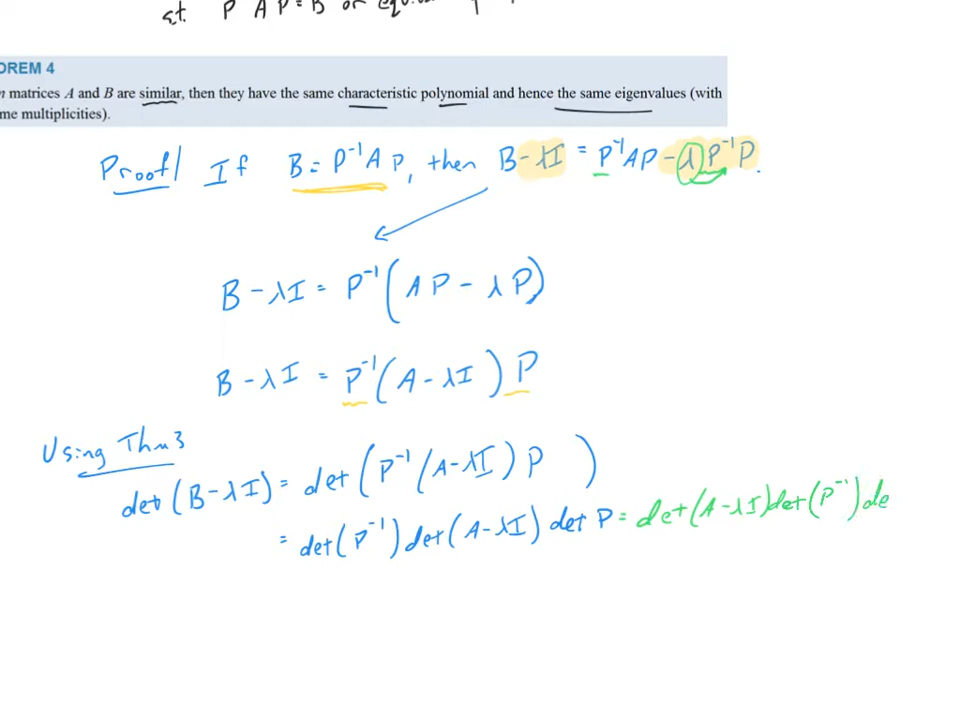 st. P A P = B or
OREM 4
n matrices A and B are similar, then they have the same characteristic polynomial and hence the same eigenvalues (with
me multiplicities).
Proof/ If B = P⁻¹AP, then B-λI = P⁻¹AP - λP⁻¹P.
B-λI = P⁻¹(AP - λP)
B-λI = P⁻¹(A-λI)P
Using Thm 3
det(B-λI) = det(P⁻¹(A-λI)P)
= det(P⁻¹)det(A-λI)det P = det(A-λI)det(P⁻¹)de